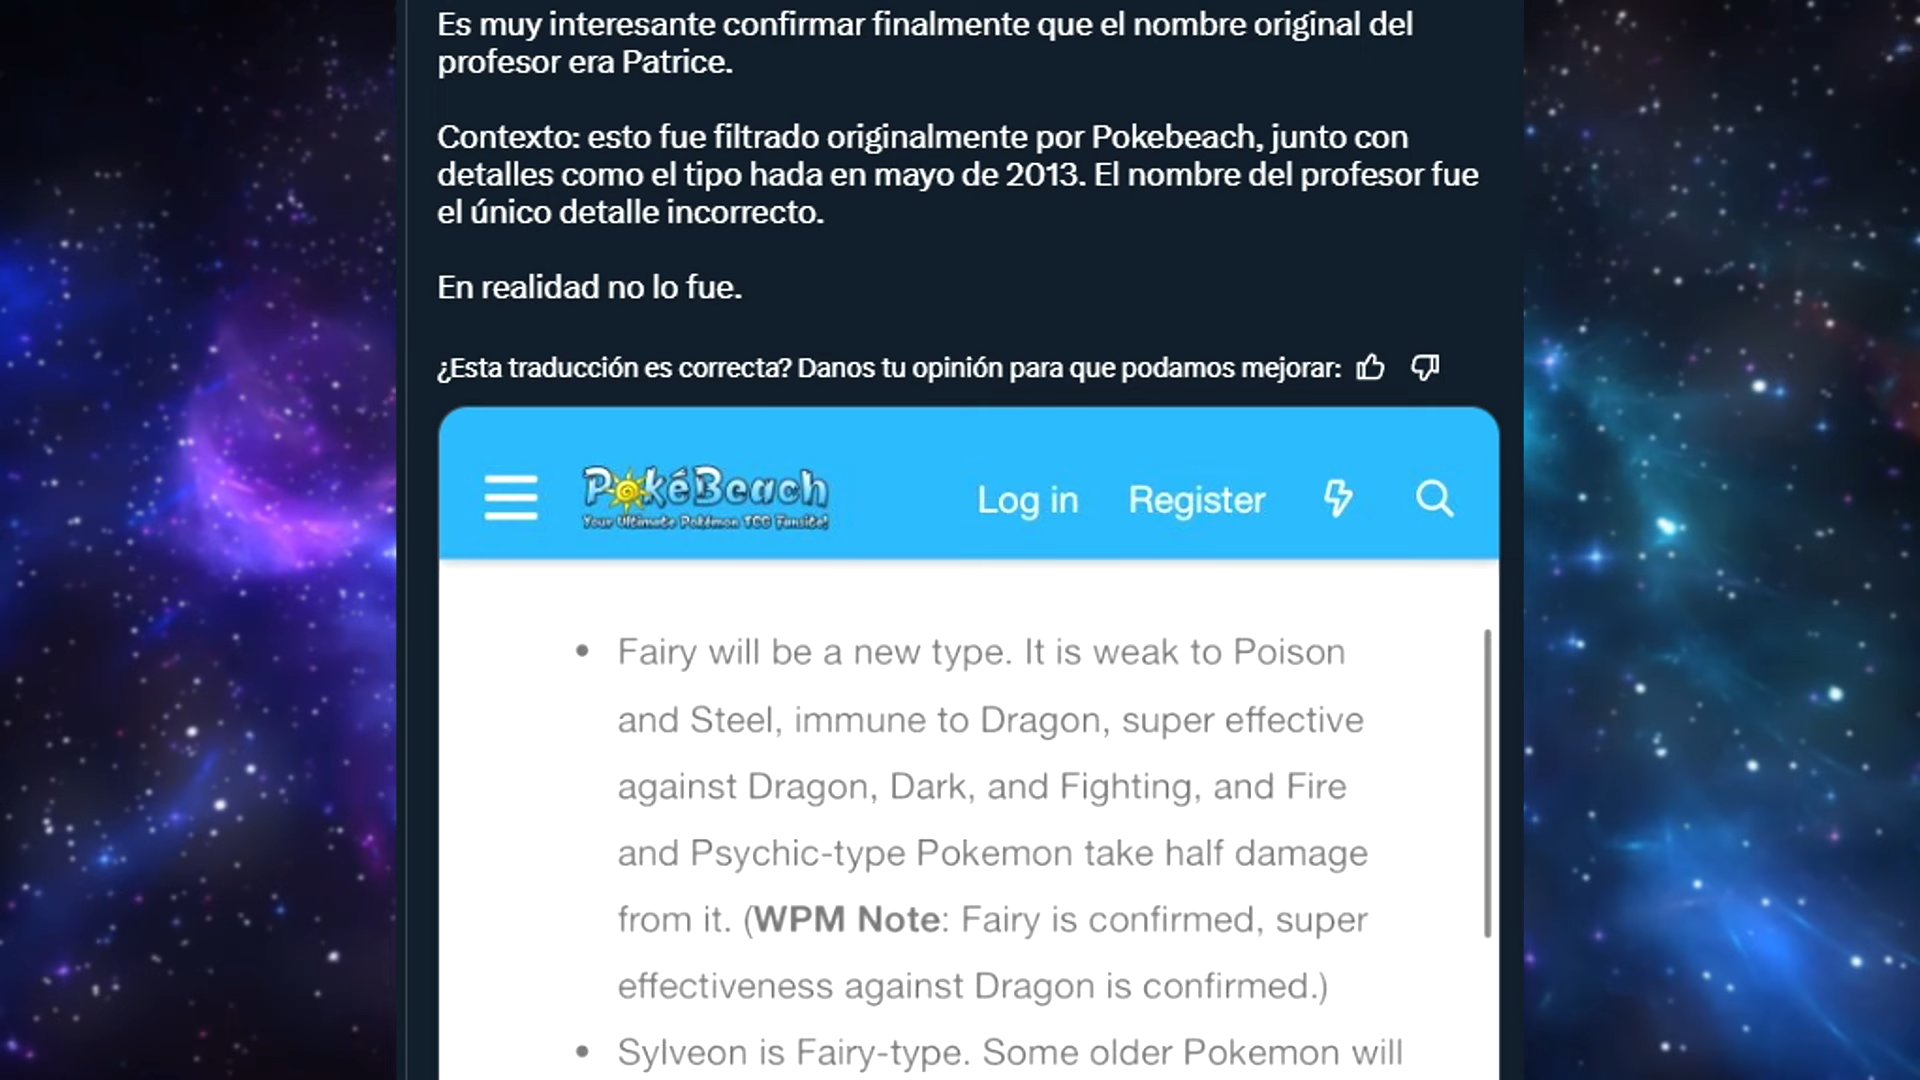 Es muy interesante confirmar finalmente que el nombre original del
profesor era Patrice.
Contexto: esto fue filtrado originalmente por Pokebeach, junto con
detalles como el tipo hada en mayo de 2013. El nombre del profesor fue
el único detalle incorrecto.
En realidad no lo fue.
¿Esta traducción es correcta? Danos tu opinión para que podamos mejorar:
PokéBeach Log in Register
Your Ultimate Pokémon TCG Fansite!
• Fairy will be a new type. It is weak to Poison
and Steel, immune to Dragon, super effective
against Dragon, Dark, and Fighting, and Fire
and Psychic-type Pokemon take half damage
from it. (WPM Note: Fairy is confirmed, super
effectiveness against Dragon is confirmed.)
• Sylveon is Fairy-type. Some older Pokemon will